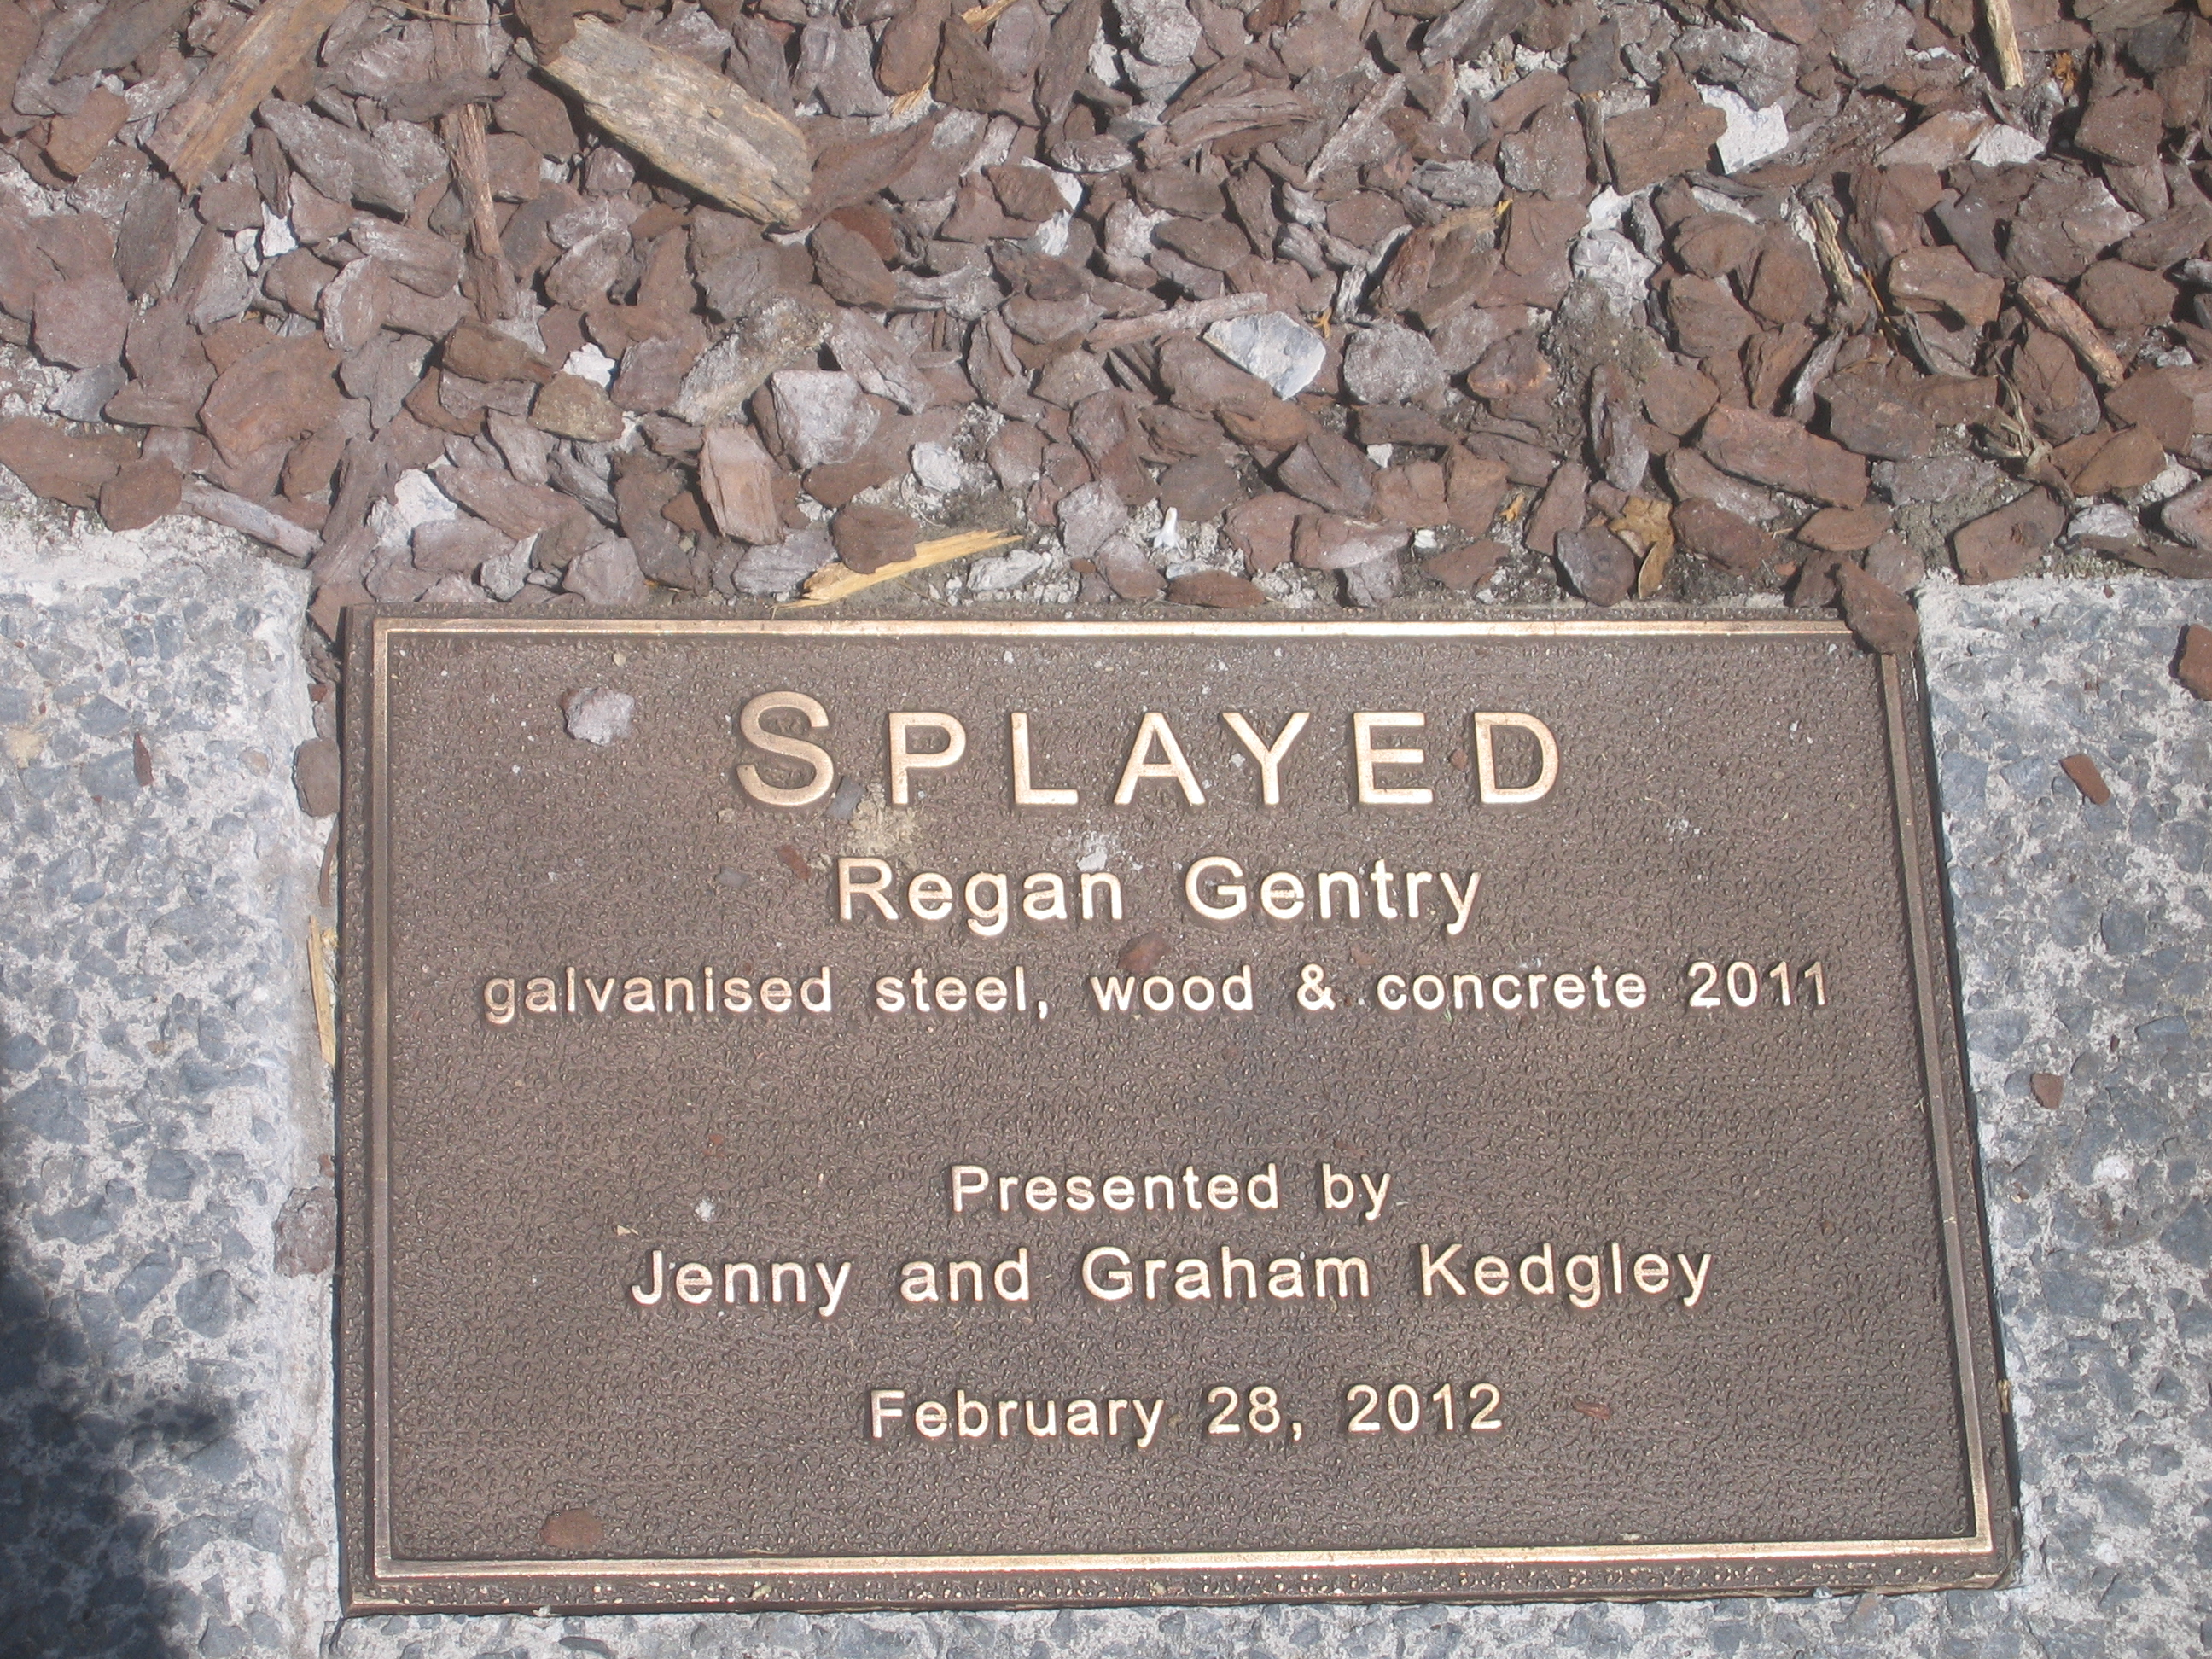 SPLAYED
Regan Gentry
galvanised steel, wood & concrete 2011
Presented by
Jenny and Graham Kedgley
February 28, 2012